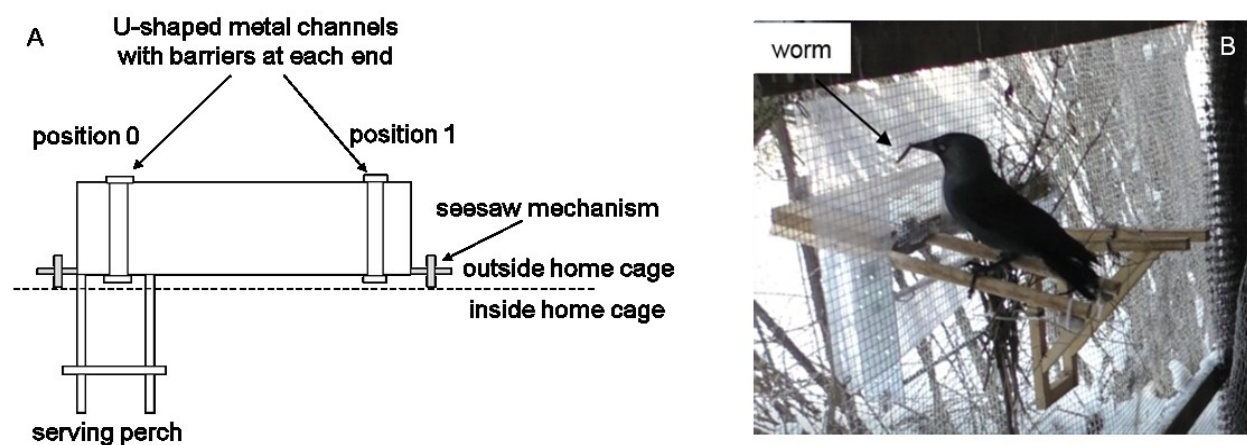 A
U-shaped metal channels
with barriers at each end
position 0
position 1
seesaw mechanism
outside home cage
inside home cage
serving perch
worm
B